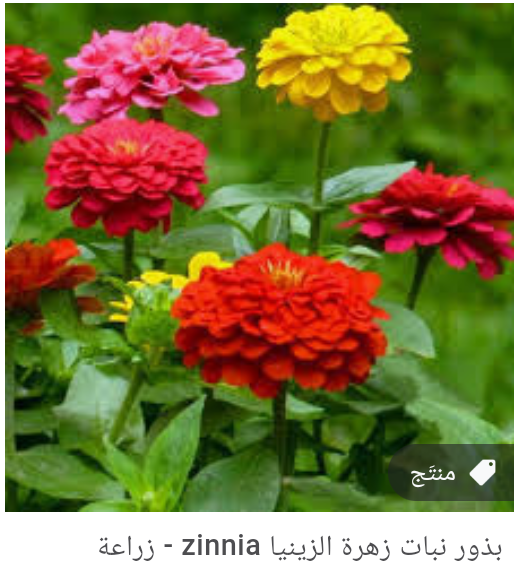 منتَج
بذور نبات زهرة الزينيا zinnia - زراعة